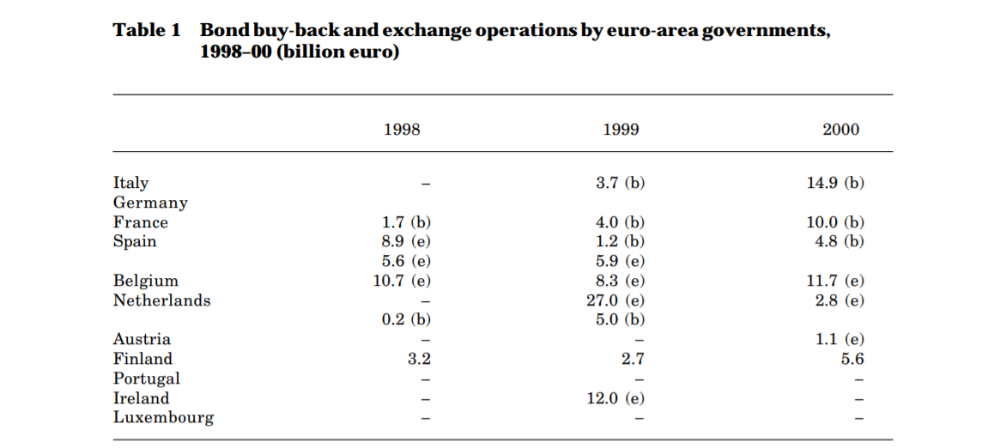 Table 1 Bond buy-back and exchange operations by euro-area governments,
1998–00 (billion euro)
1998 1999 2000
Italy – 3.7 (b) 14.9 (b)
Germany
France 1.7 (b) 4.0 (b) 10.0 (b)
Spain 8.9 (e) 1.2 (b) 4.8 (b)
5.6 (e) 5.9 (e)
Belgium 10.7 (e) 8.3 (e) 11.7 (e)
Netherlands – 27.0 (e) 2.8 (e)
0.2 (b) 5.0 (b)
Austria – – 1.1 (e)
Finland 3.2 2.7 5.6
Portugal – – –
Ireland – 12.0 (e) –
Luxembourg – – –